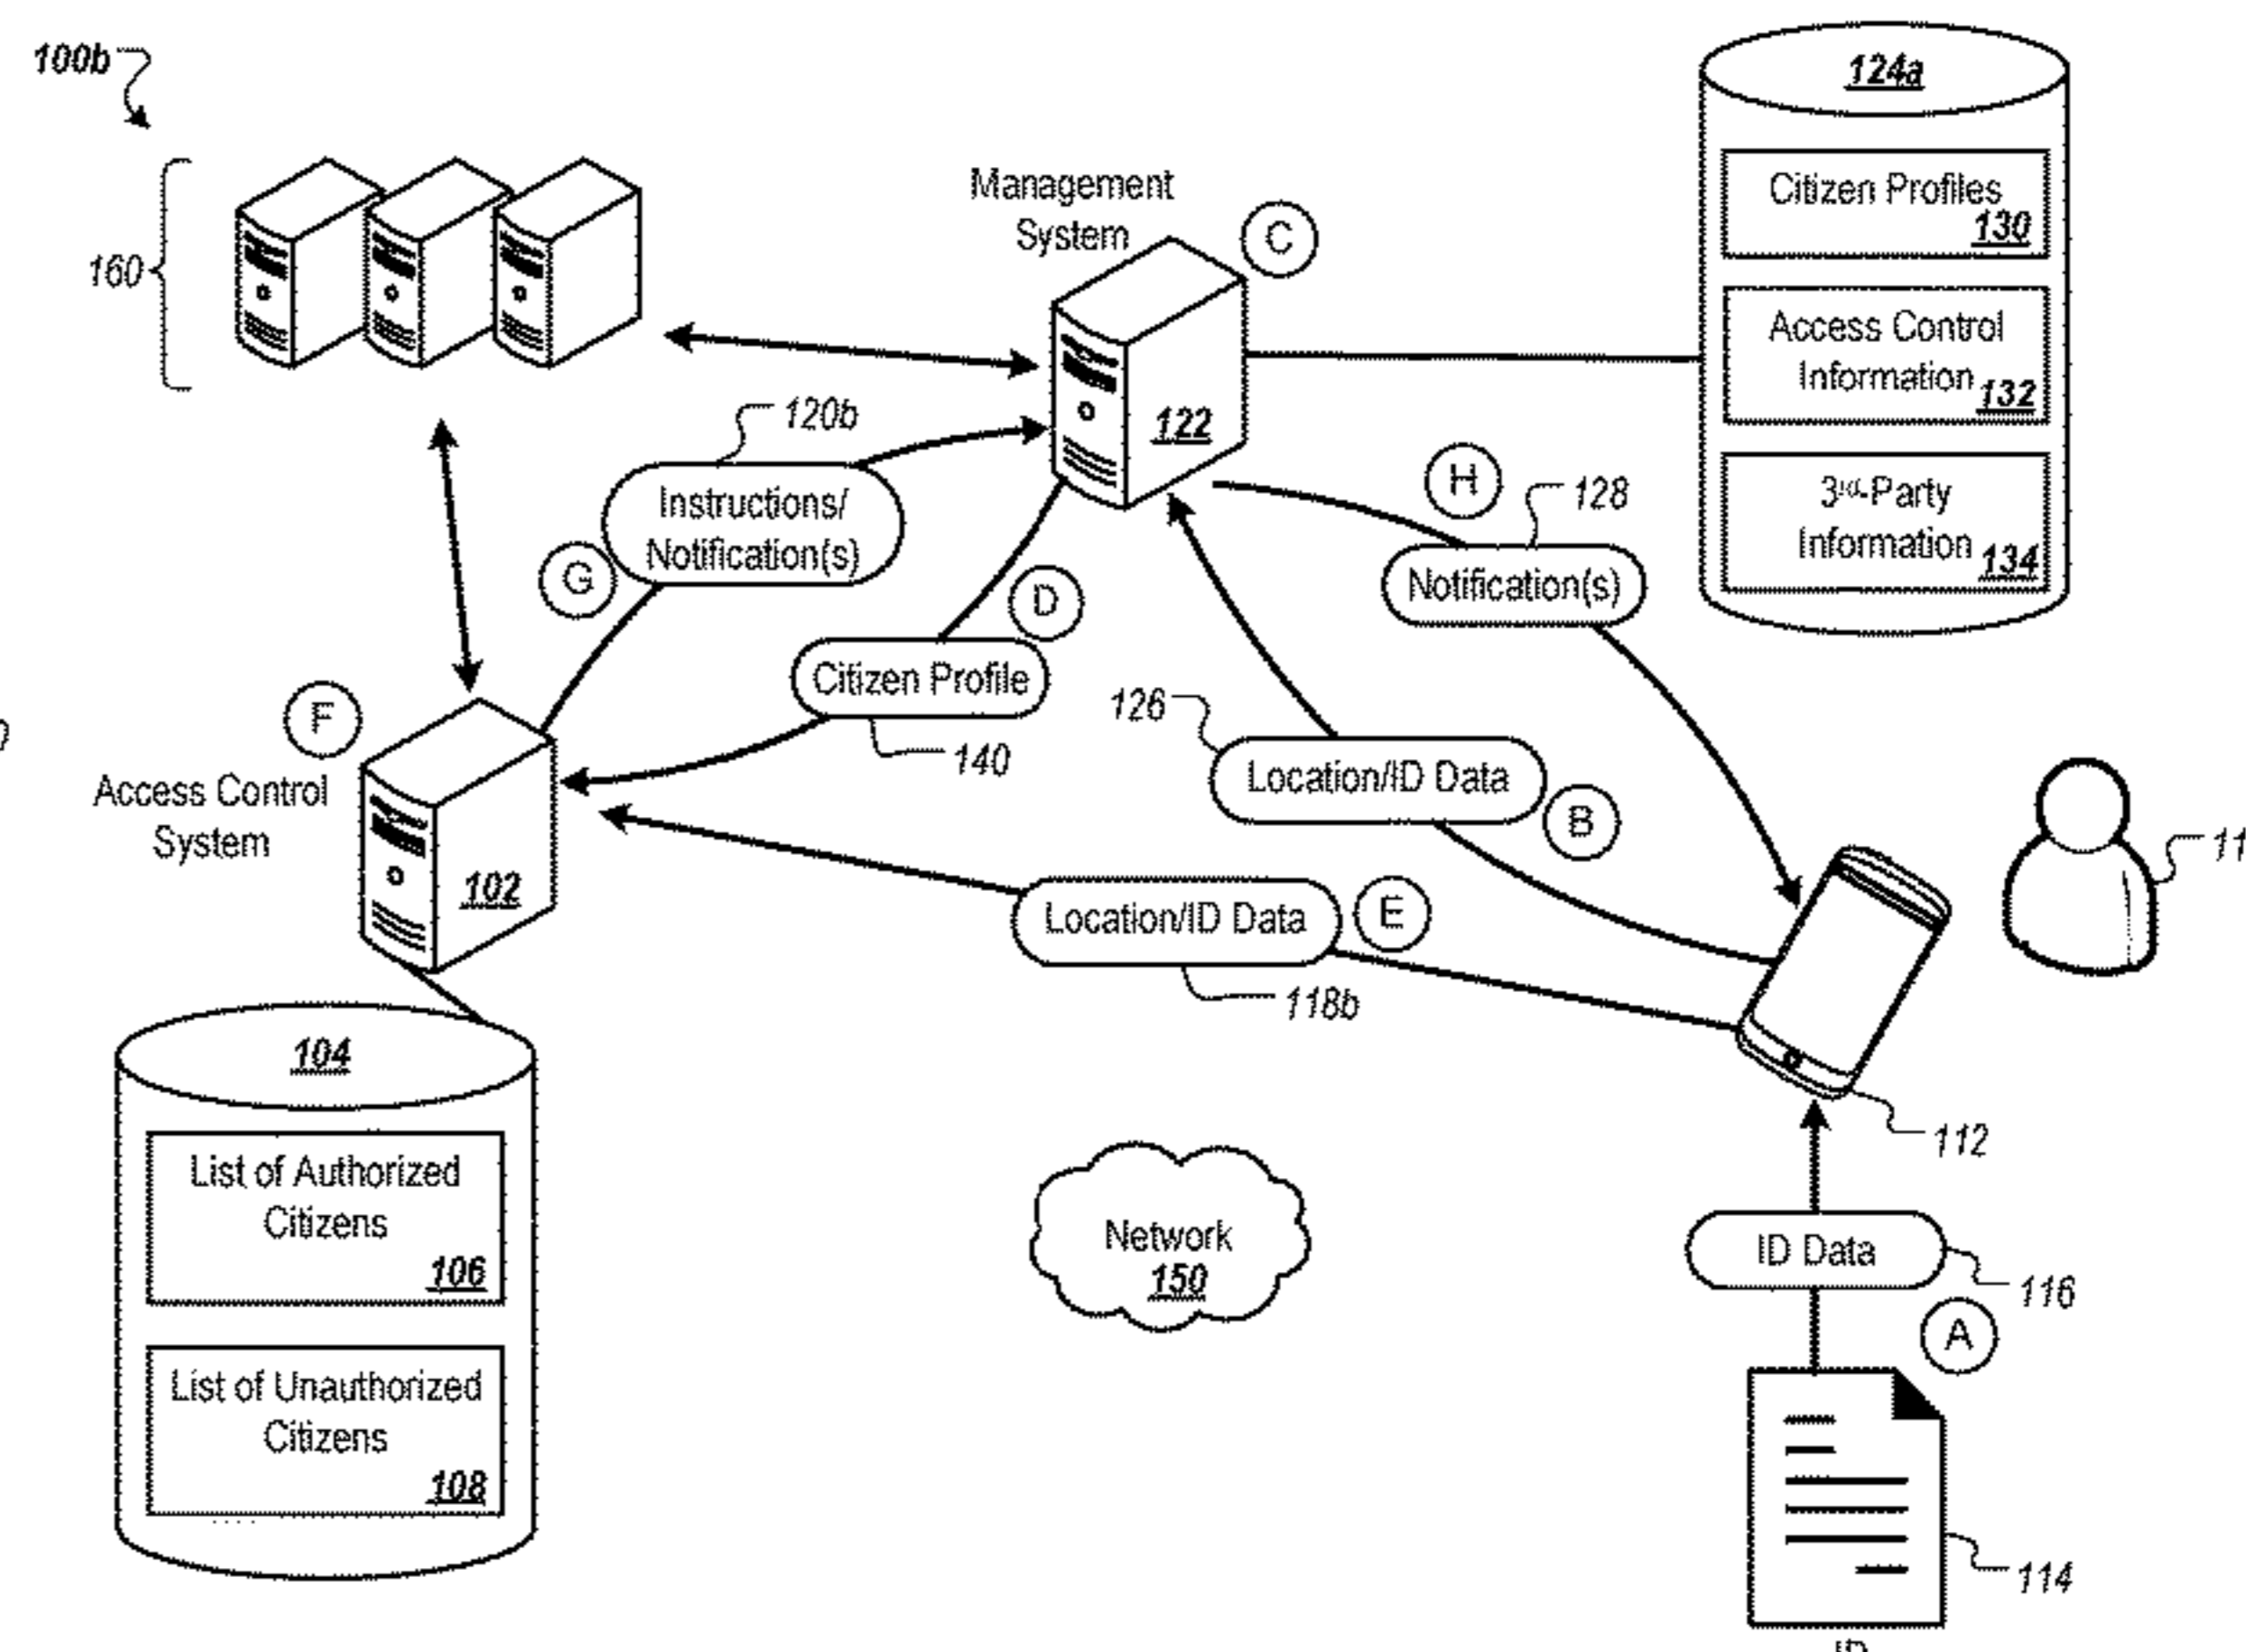 100b
160
Management
System
C
124a
Citizen Profiles
130
Access Control
Information
132
3rd-Party
Information
134
122
120b
Instructions/
Notification(s)
G
H
128
Notification(s)
D
Citizen Profile
140
F
Access Control
System
102
126
Location/ID Data
B
Location/ID Data
E
118b
11
112
104
List of Authorized
Citizens
106
List of Unauthorized
Citizens
108
Network
150
ID Data
116
A
114
ID